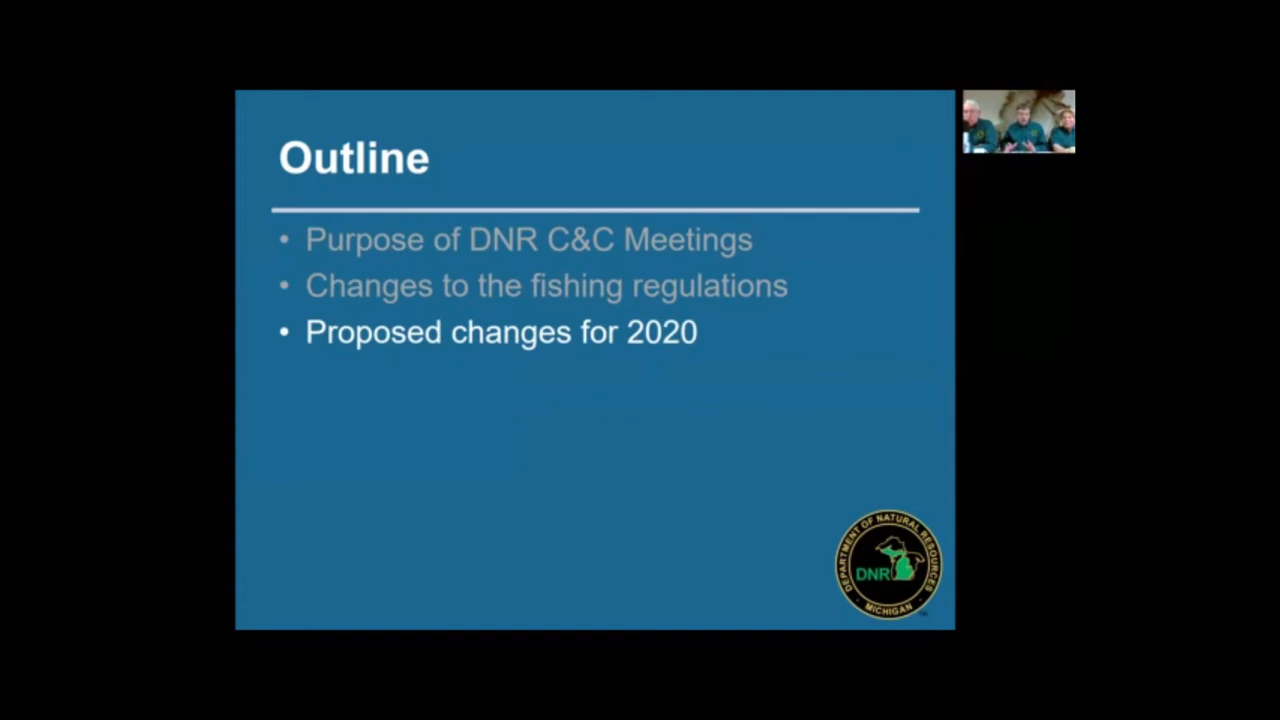 Outline
• Purpose of DNR C&C Meetings
• Changes to the fishing regulations
• Proposed changes for 2020
DEPARTMENT OF NATURAL RESOURCES
DNR
MICHIGAN